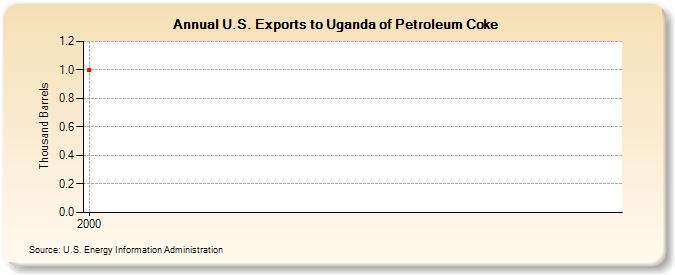 Annual U.S. Exports to Uganda of Petroleum Coke
Thousand Barrels
1.2
1.0
0.8
0.6
0.4
0.2
0.0
2000
Source: U.S. Energy Information Administration